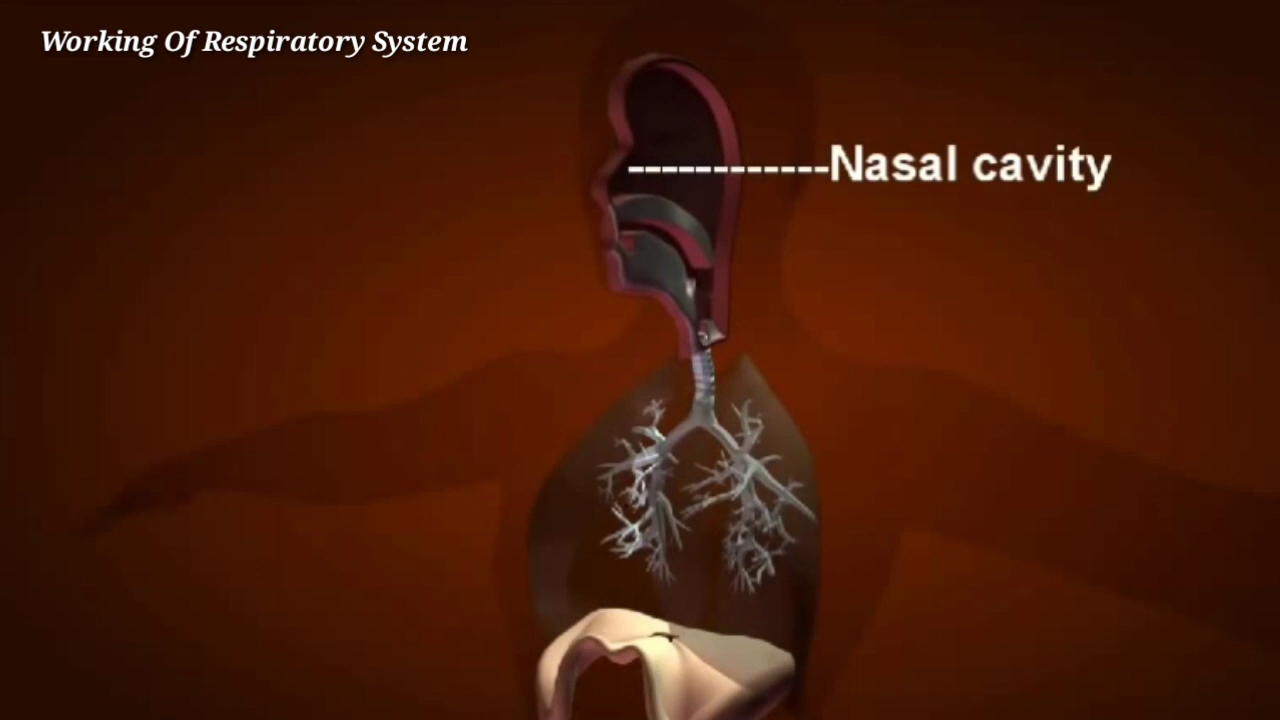 Working Of Respiratory System
------------Nasal cavity